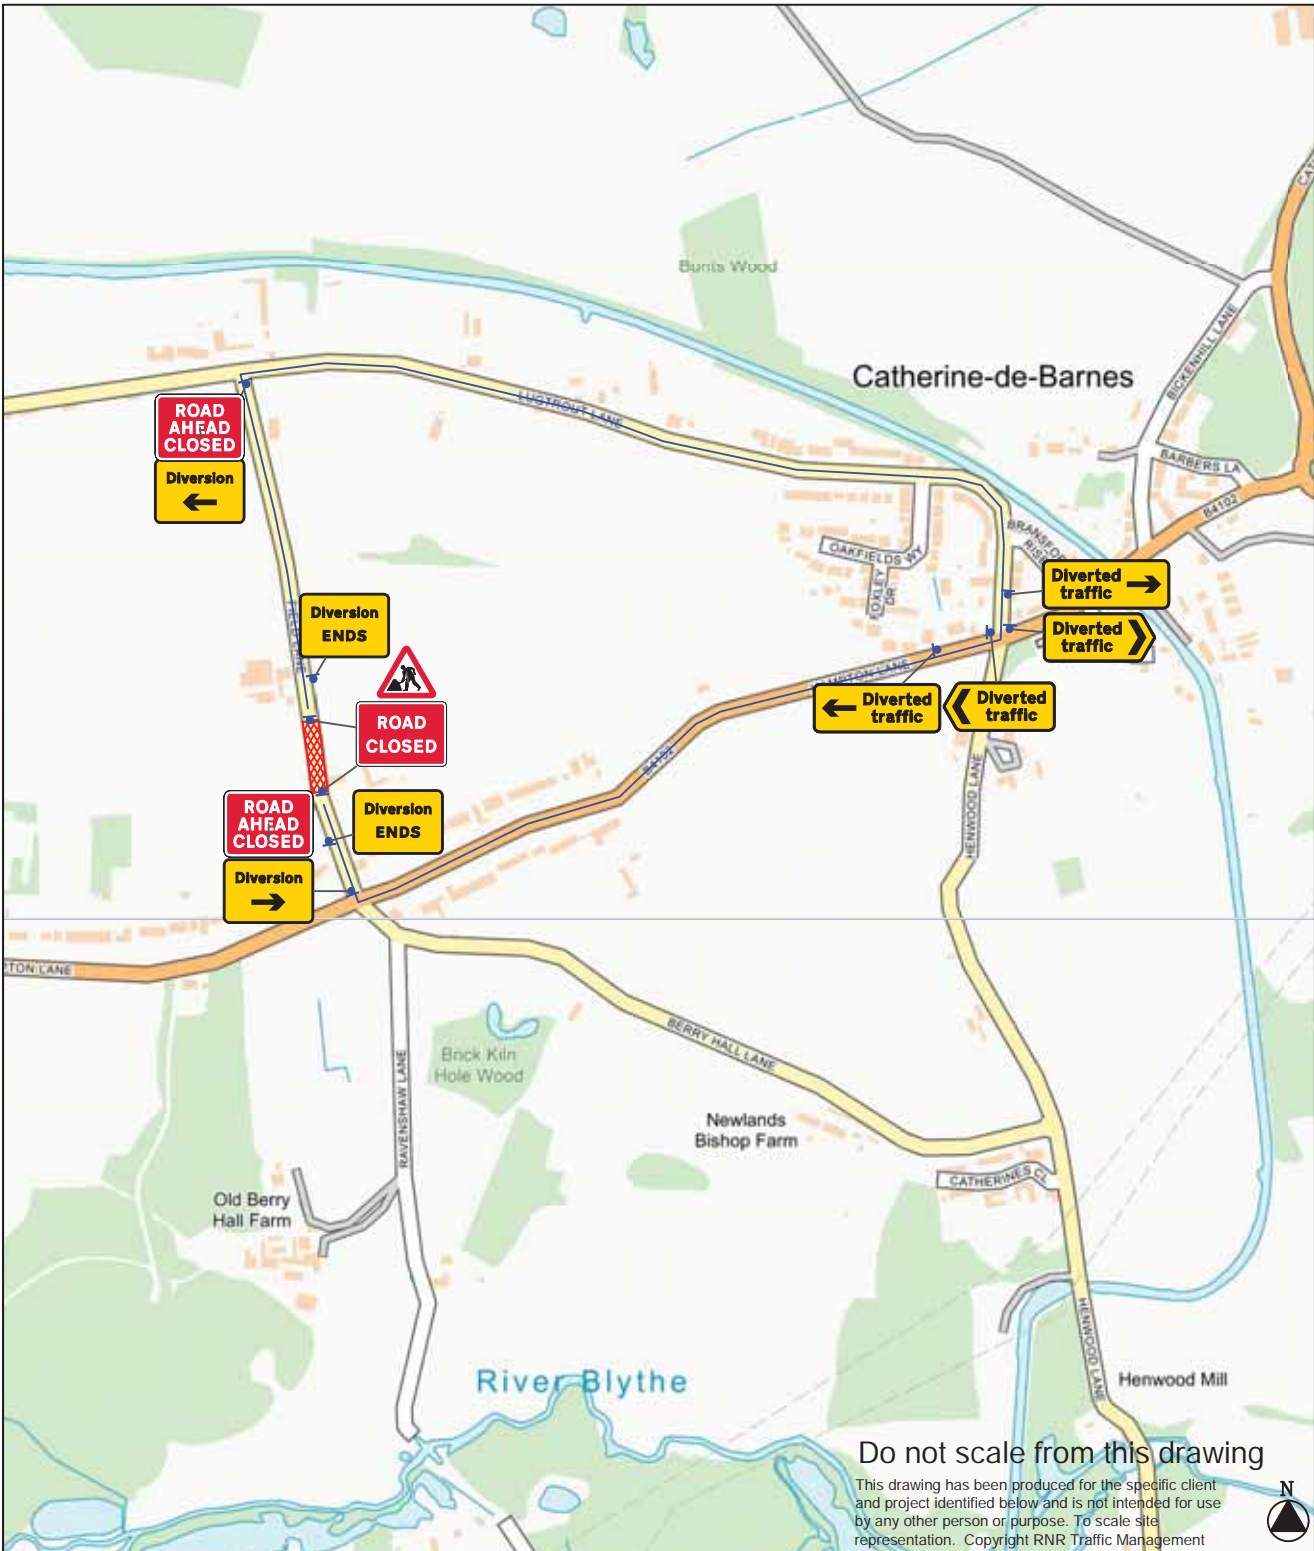 Bunts Wood
Catherine-de-Barnes
BICKENHILL LANE
LUGTROUT LANE
ROAD
AHEAD
CLOSED
Diversion
BARBERS LA
B4102
OAKFIELDS WY
FOXLEY
DR
RISE
Diverted
traffic
Diverted
traffic
Diversion
ENDS
FIELD LANE
ROAD
CLOSED
Diverted
traffic
Diverted
traffic
B4102
HENWOOD LANE
ROAD
AHEAD
CLOSED
Diversion
ENDS
Diversion
TON LANE
BERRY HALL LANE
Brick Kiln
Hole Wood
RAVENSHAW LANE
Newlands
Bishop Farm
CATHERINES CL
Old Berry
Hall Farm
HENWOOD LANE
River Blythe
Henwood Mill
Do not scale from this drawing
This drawing has been produced for the specific client
and project identified below and is not intended for use
by any other person or purpose. To scale site
representation. Copyright RNR Traffic Management
N